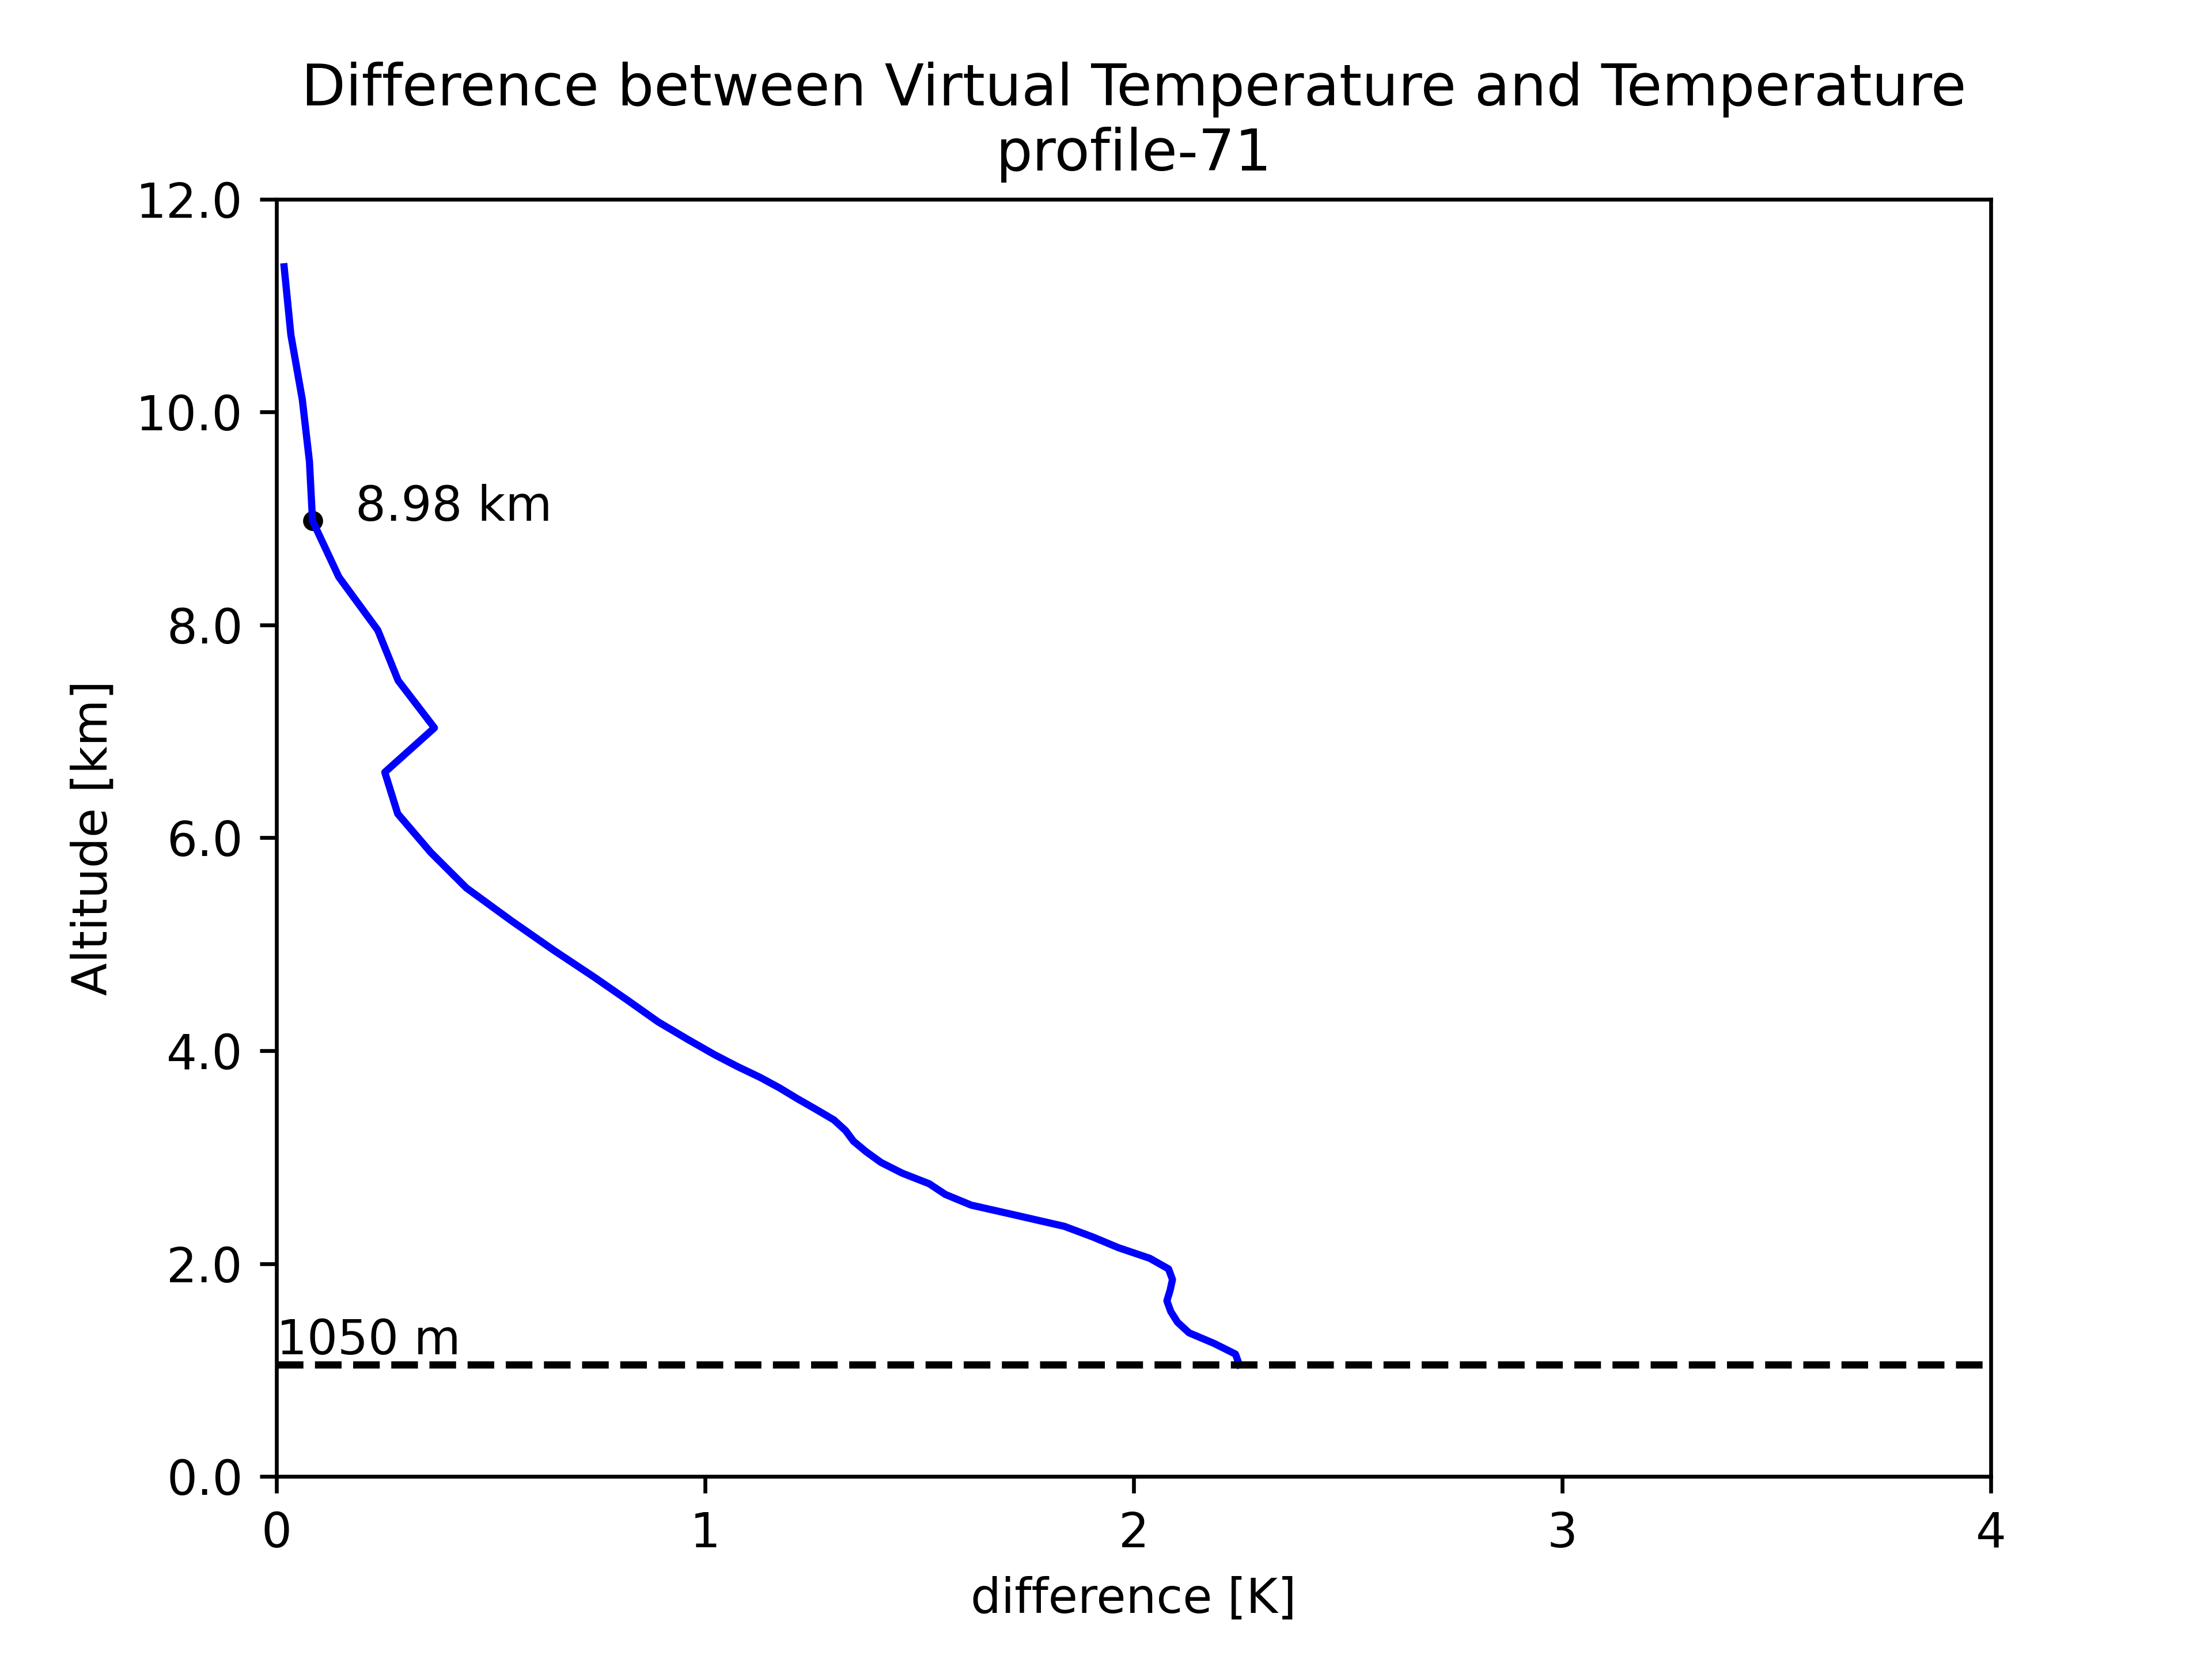 Difference between Virtual Temperature and Temperature
profile-71
12.0
10.0
8.0
6.0
4.0
2.0
0.0
Altitude [km]
8.98 km
1050 m
0 1 2 3 4
difference [K]